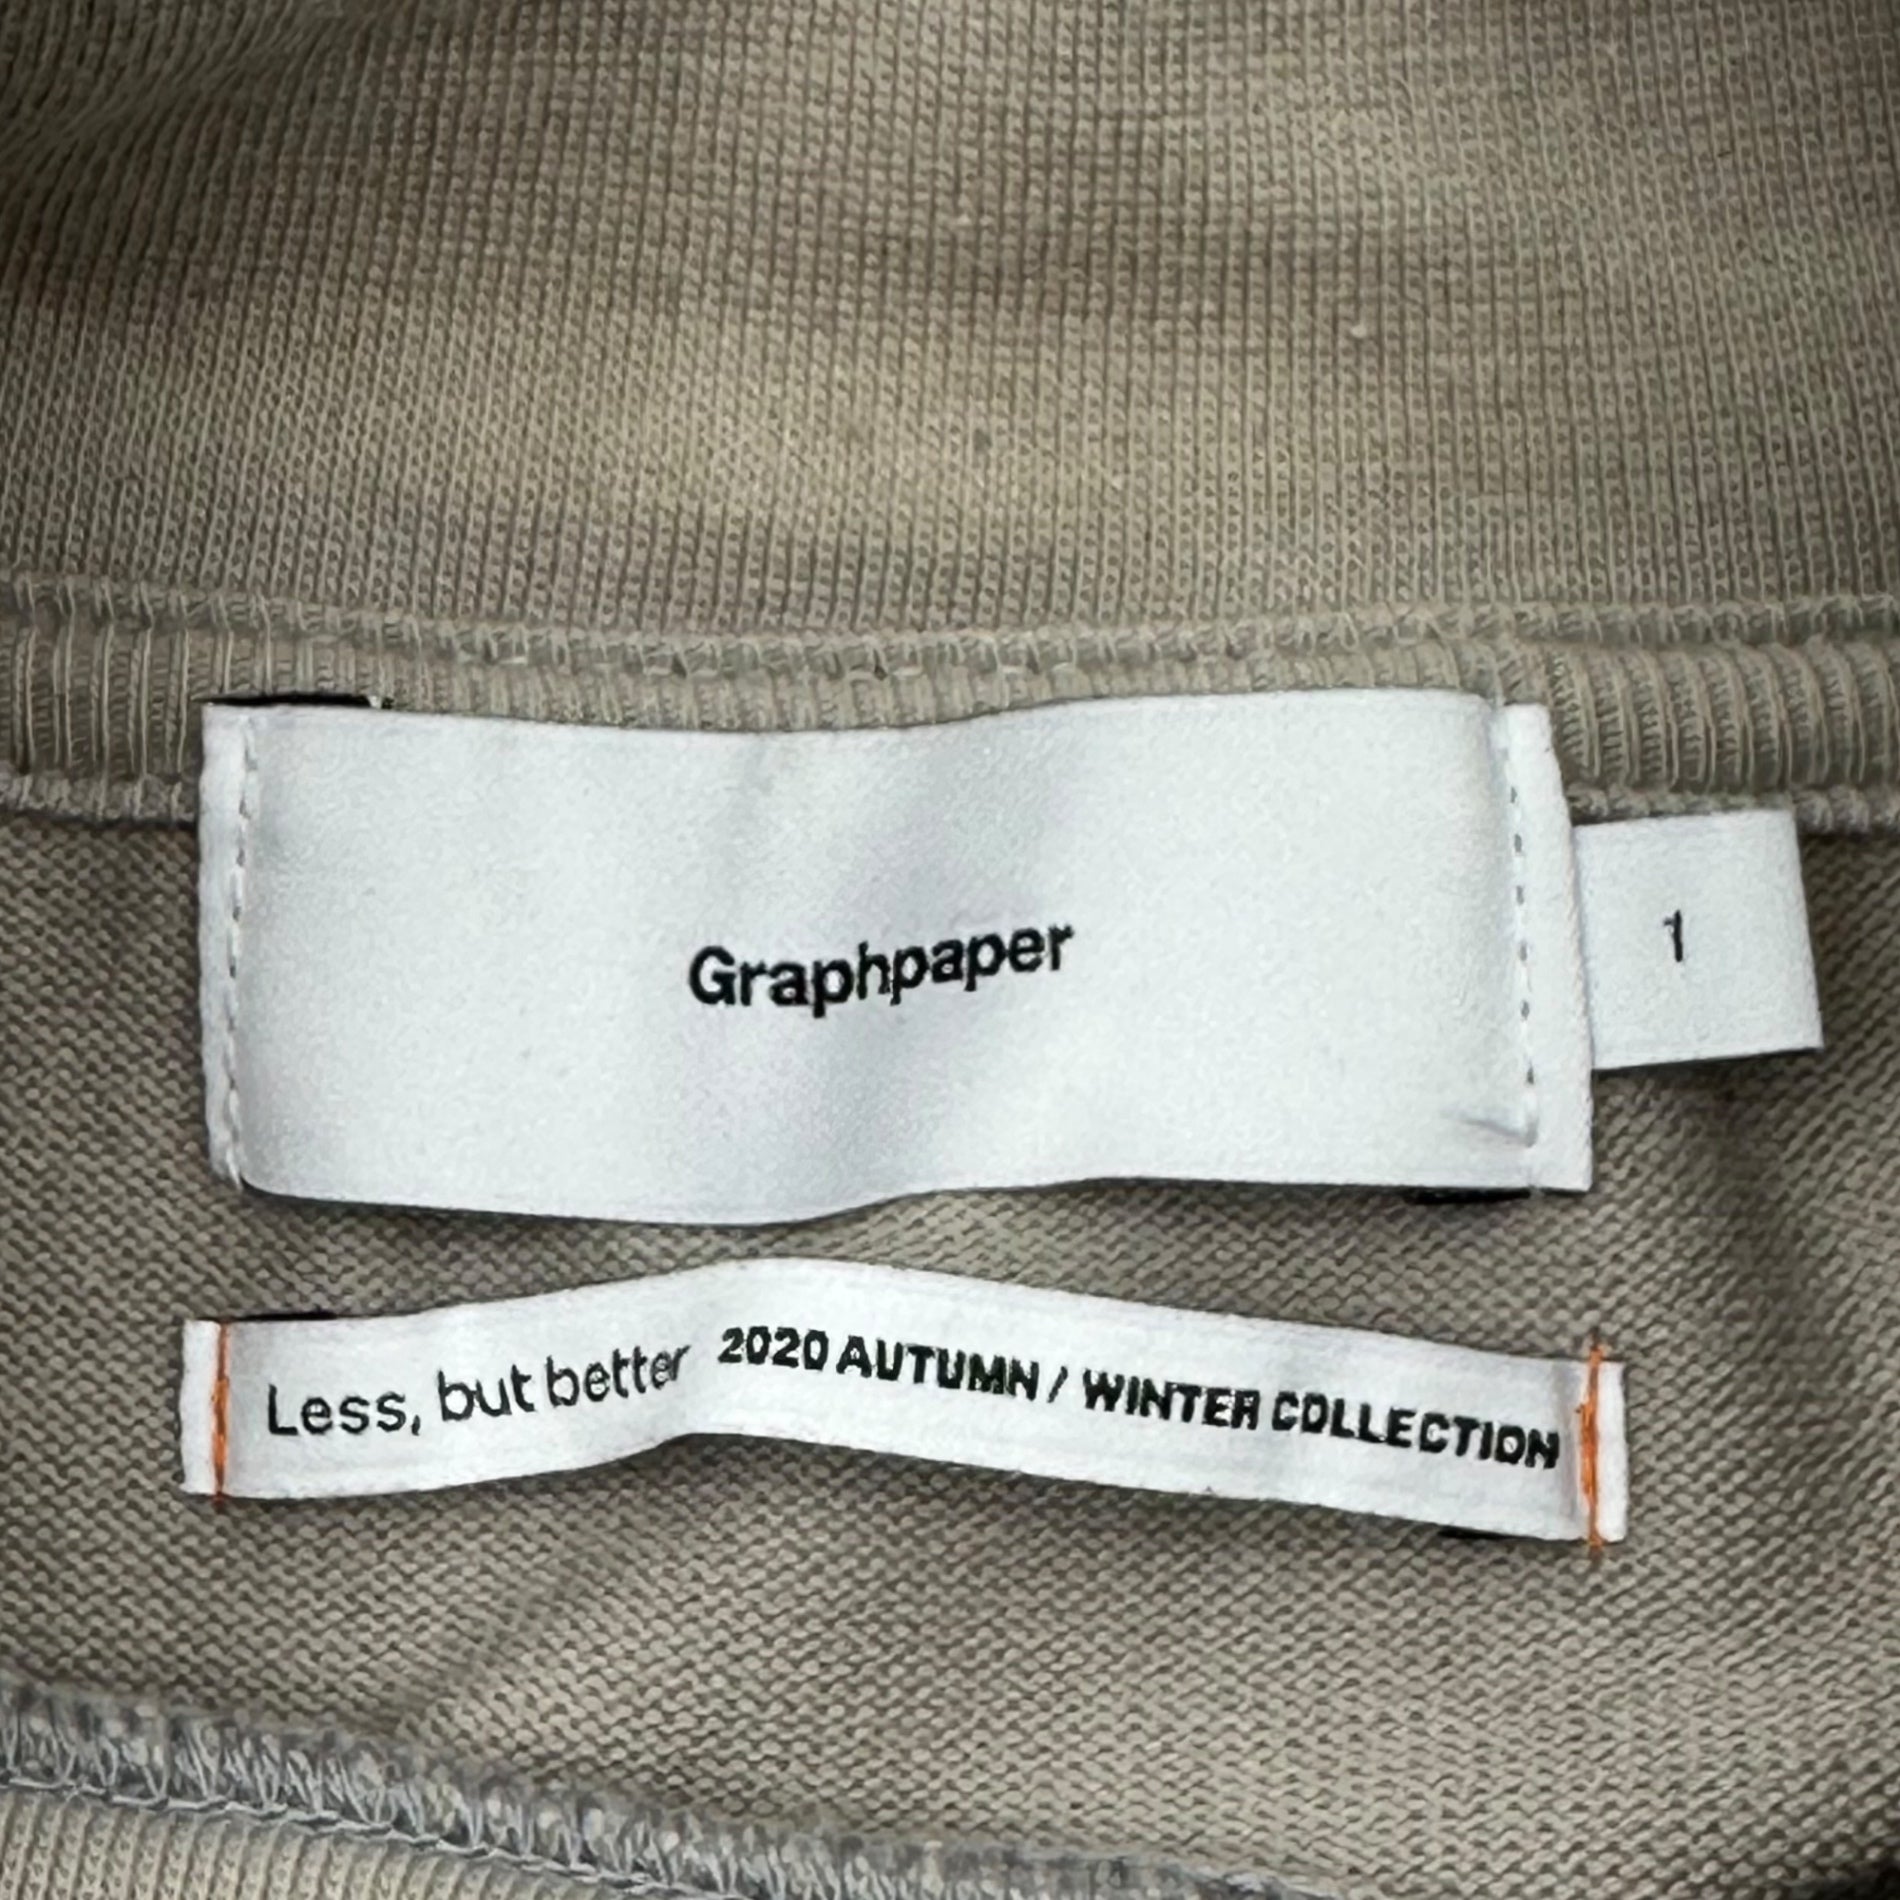 Graphpaper
1
Less, but better 2020 AUTUMN / WINTER COLLECTION